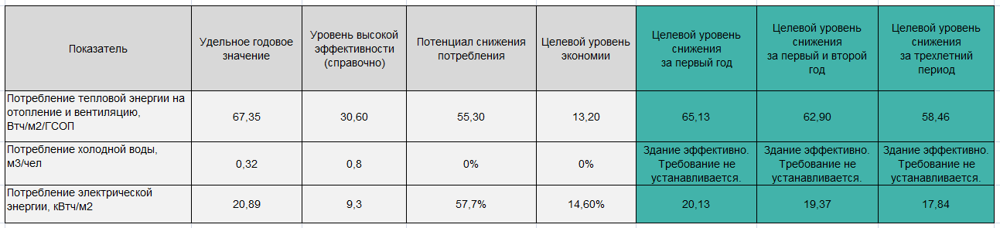 Показатель
Удельное годовое
значение
Уровень высокой
эффективности
(справочно)
Потенциал снижения
потребления
Целевой уровень
экономии
Целевой уровень
снижения
за первый год
Целевой уровень
снижения
за первый и второй
год
Целевой уровень
снижения
за трехлетний
период
Потребление тепловой энергии на
отопление и вентиляцию,
Втч/м2/ГСОП
67,35
30,60
55,30
13,20
65,13
62,90
58,46
Потребление холодной воды,
м3/чел
0,32
0,8
0%
0%
Здание эффективно.
Требование не
устанавливается.
Здание эффективно.
Требование не
устанавливается.
Здание эффективно.
Требование не
устанавливается.
Потребление электрической
энергии, кВтч/м2
20,89
9,3
57,7%
14,60%
20,13
19,37
17,84